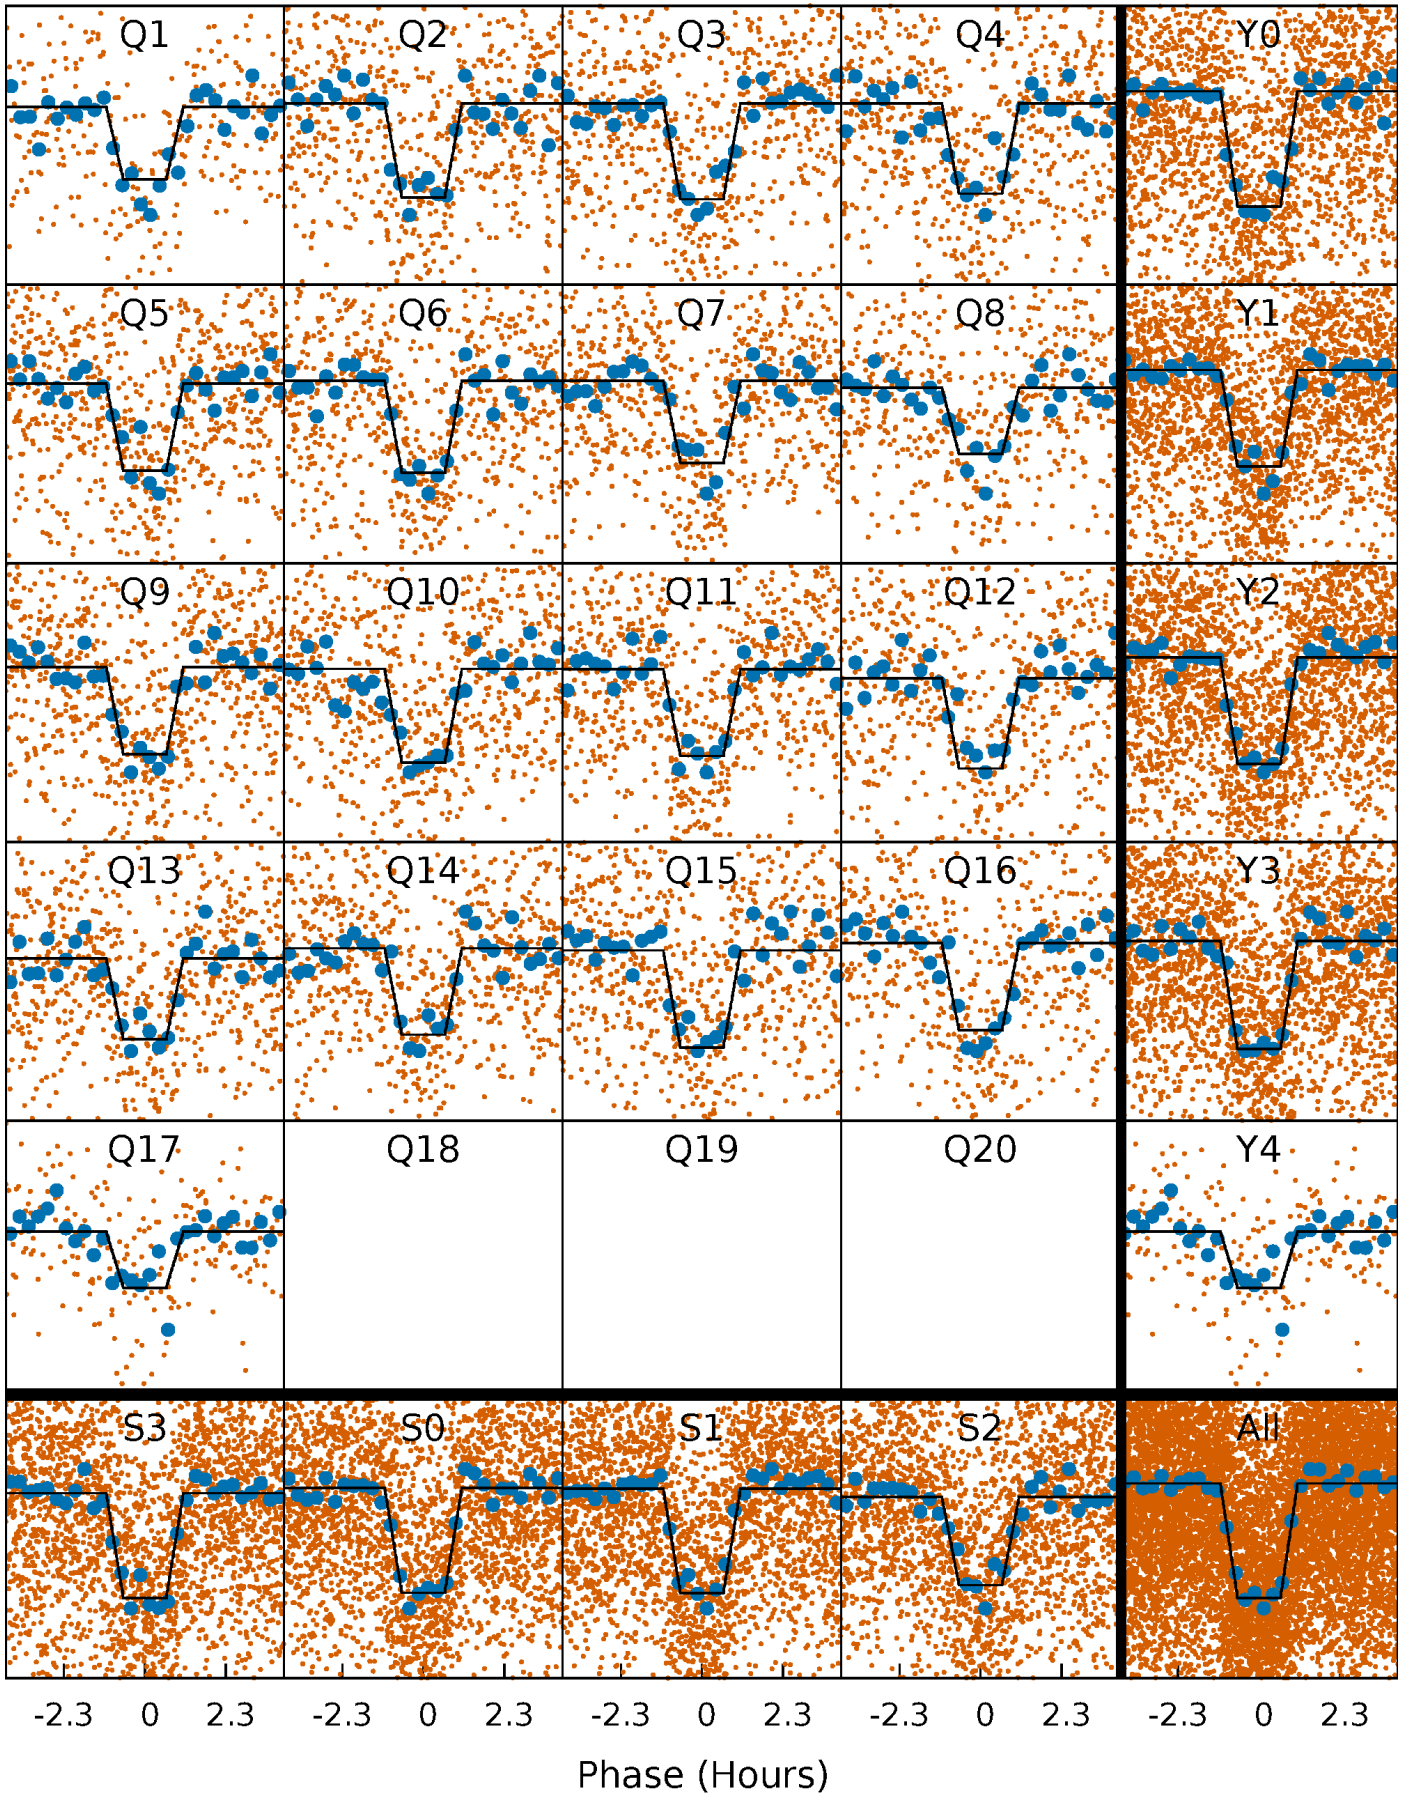 Q1 Q2 Q3 Q4 Y0
Q5 Q6 Q7 Q8 Y1
Q9 Q10 Q11 Q12 Y2
Q13 Q14 Q15 Q16 Y3
Q17 Q18 Q19 Q20 Y4
S3 S0 S1 S2 All
-2.3 0 2.3 -2.3 0 2.3 -2.3 0 2.3 -2.3 0 2.3 -2.3 0 2.3
Phase (Hours)